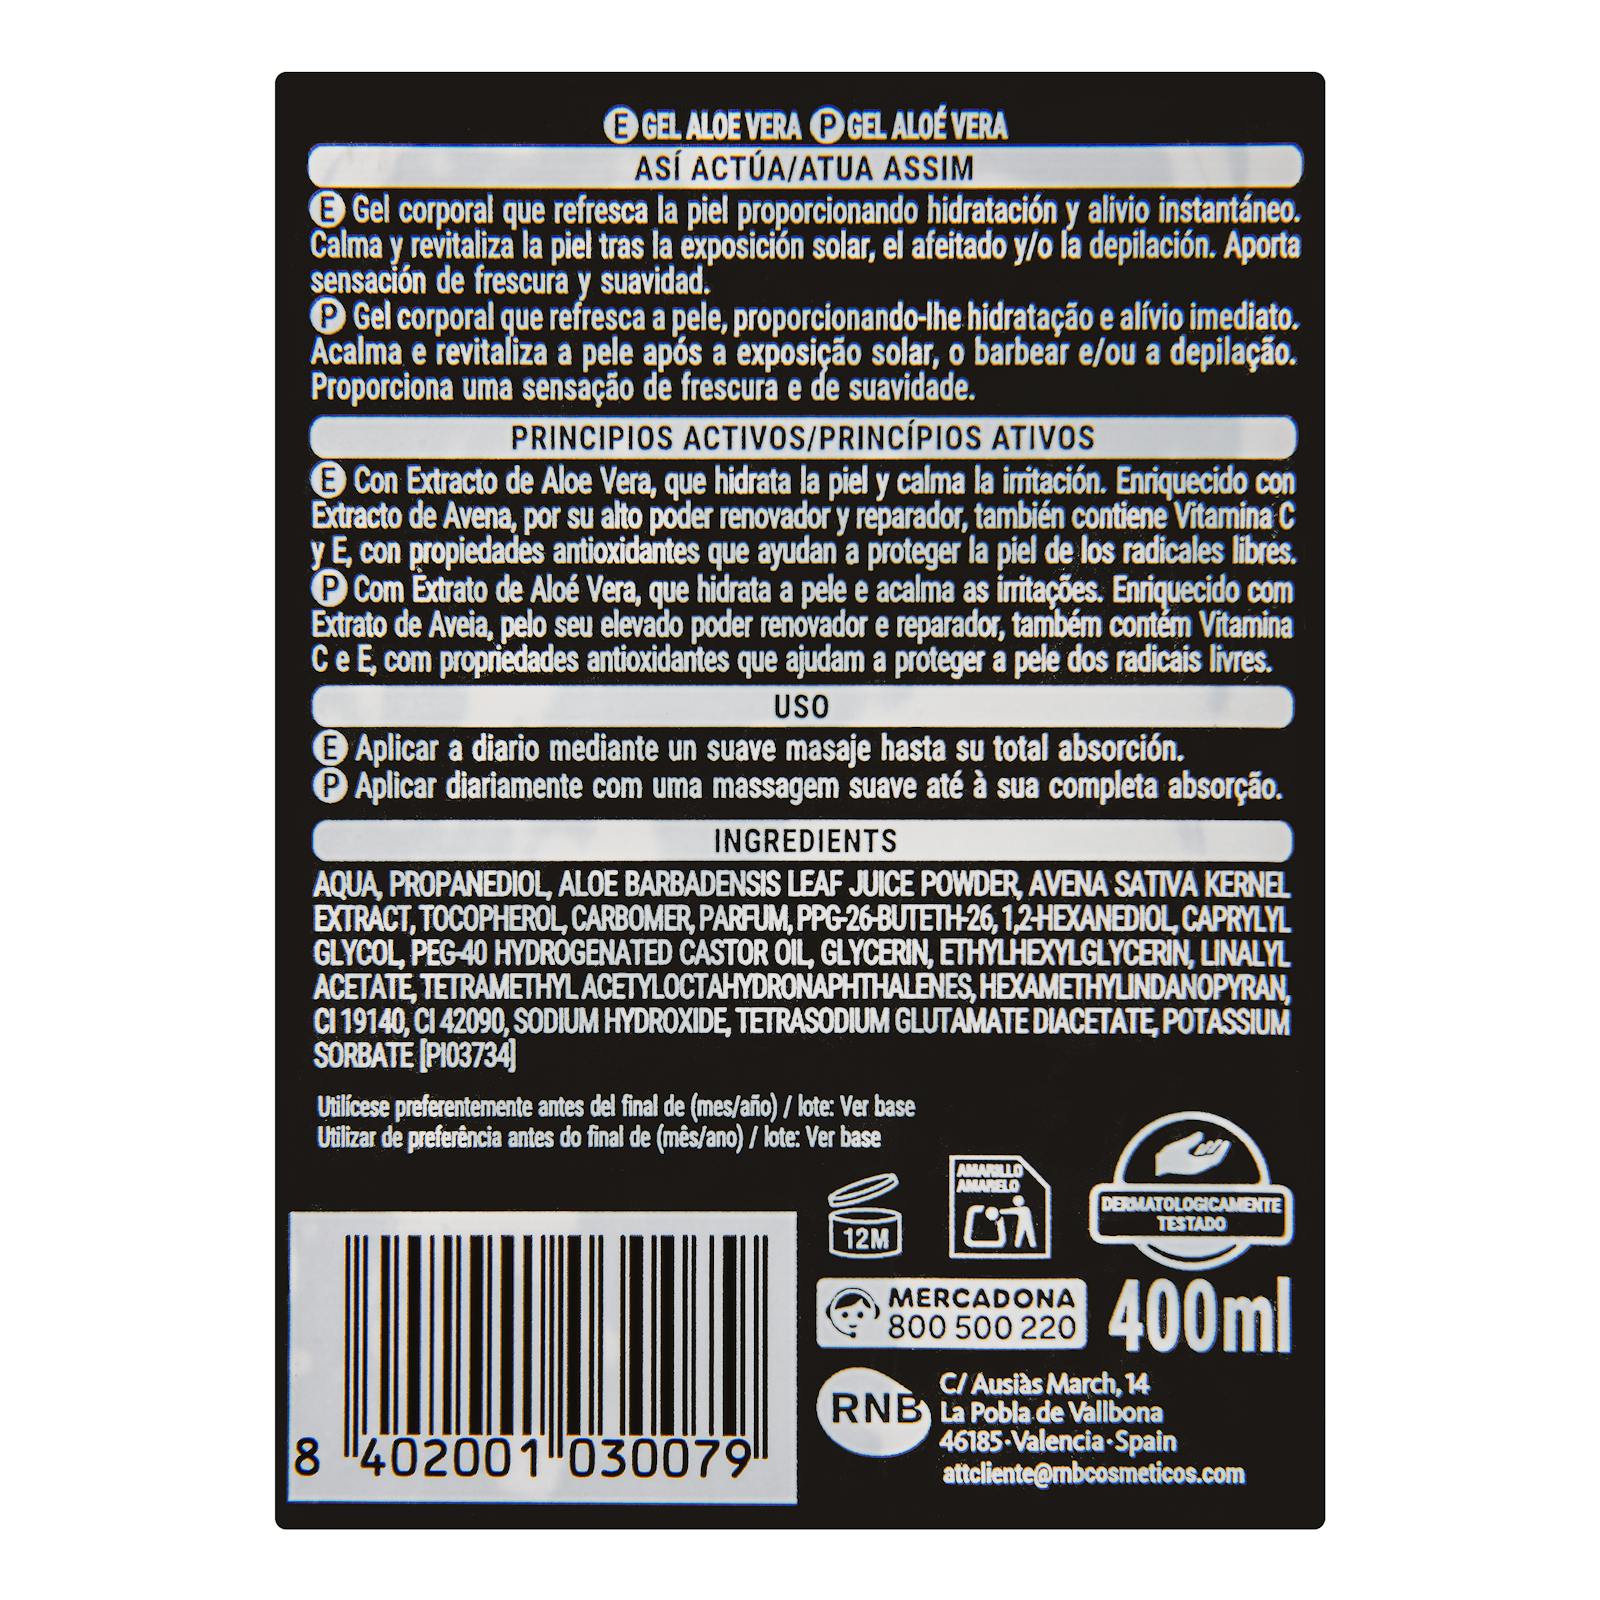 E GEL ALOE VERA P GEL ALOÉ VERA
ASÍ ACTÚA/ATUA ASSIM
E Gel corporal que refresca la piel proporcionando hidratación y alivio instantáneo.
Calma y revitaliza la piel tras la exposición solar, el afeitado y/o la depilación. Aporta
sensación de frescura y suavidad.
P Gel corporal que refresca a pele, proporcionando-lhe hidratação e alívio imediato.
Acalma e revitaliza a pele após a exposição solar, o barbear e/ou a depilação.
Proporciona uma sensação de frescura e de suavidade.
PRINCIPIOS ACTIVOS/PRINCÍPIOS ATIVOS
E Con Extracto de Aloe Vera, que hidrata la piel y calma la irritación. Enriquecido con
Extracto de Avena, por su alto poder renovador y reparador, también contiene Vitamina C
y E, con propiedades antioxidantes que ayudan a proteger la piel de los radicales libres.
P Com Extrato de Aloé Vera, que hidrata a pele e acalma as irritações. Enriquecido com
Extrato de Aveia, pelo seu elevado poder renovador e reparador, também contém Vitamina
C e E, com propriedades antioxidantes que ajudam a proteger a pele dos radicais livres.
USO
E Aplicar a diario mediante un suave masaje hasta su total absorción.
P Aplicar diariamente com uma massagem suave até à sua completa absorção.
INGREDIENTS
AQUA, PROPANEDIOL, ALOE BARBADENSIS LEAF JUICE POWDER, AVENA SATIVA KERNEL
EXTRACT, TOCOPHEROL, CARBOMER, PARFUM, PPG-26-BUTETH-26, 1,2-HEXANEDIOL, CAPRYLYL
GLYCOL, PEG-40 HYDROGENATED CASTOR OIL, GLYCERIN, ETHYLHEXYLGLYCERIN, LINALYL
ACETATE, TETRAMETHYL ACETYLOCTAHYDRONAPHTHALENES, HEXAMETHYLINDANOPYRAN,
CI 19140, CI 42090, SODIUM HYDROXIDE, TETRASODIUM GLUTAMATE DIACETATE, POTASSIUM
SORBATE [PI03734]
Utilícese preferentemente antes del final de (mes/año) / lote: Ver base
Utilizar de preferência antes do final de (mês/ano) / lote: Ver base
12M
AMARILLO
AMARELO
DERMATOLOGICAMENTE
TESTADO
MERCADONA
800 500 220
400ml
RNB
C/ Ausiàs March, 14
La Pobla de Vallbona
46185·Valencia·Spain
attcliente@rnbcosmeticos.com
8 402001 030079